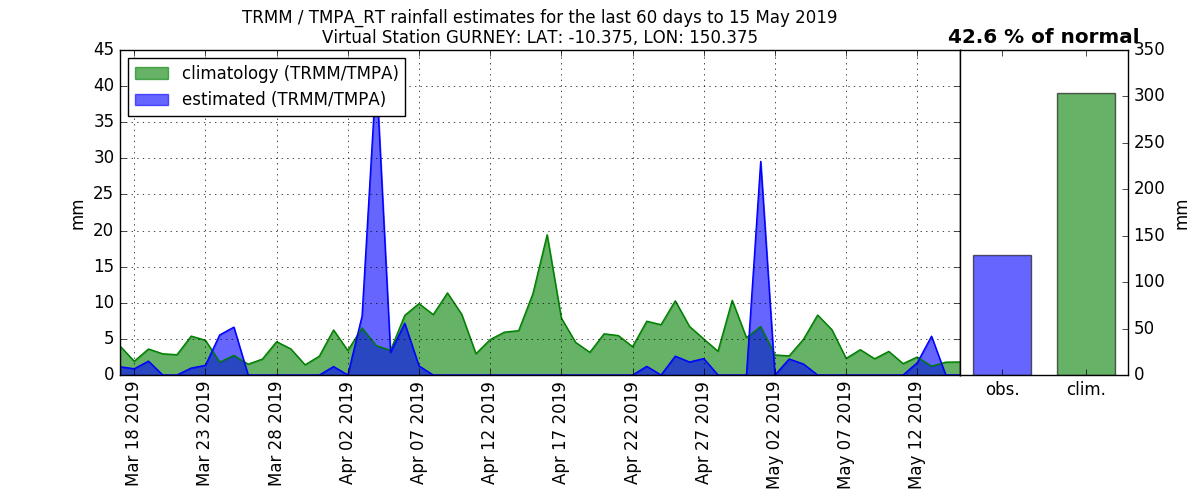 TRMM / TMPA_RT rainfall estimates for the last 60 days to 15 May 2019
Virtual Station GURNEY: LAT: -10.375, LON: 150.375
42.6 % of normal
climatology (TRMM/TMPA)
estimated (TRMM/TMPA)
mm
45
40
35
30
25
20
15
10
5
0
Mar 18 2019
Mar 23 2019
Mar 28 2019
Apr 02 2019
Apr 07 2019
Apr 12 2019
Apr 17 2019
Apr 22 2019
Apr 27 2019
May 02 2019
May 07 2019
May 12 2019
obs.
clim.
350
300
250
200
150
100
50
0
mm